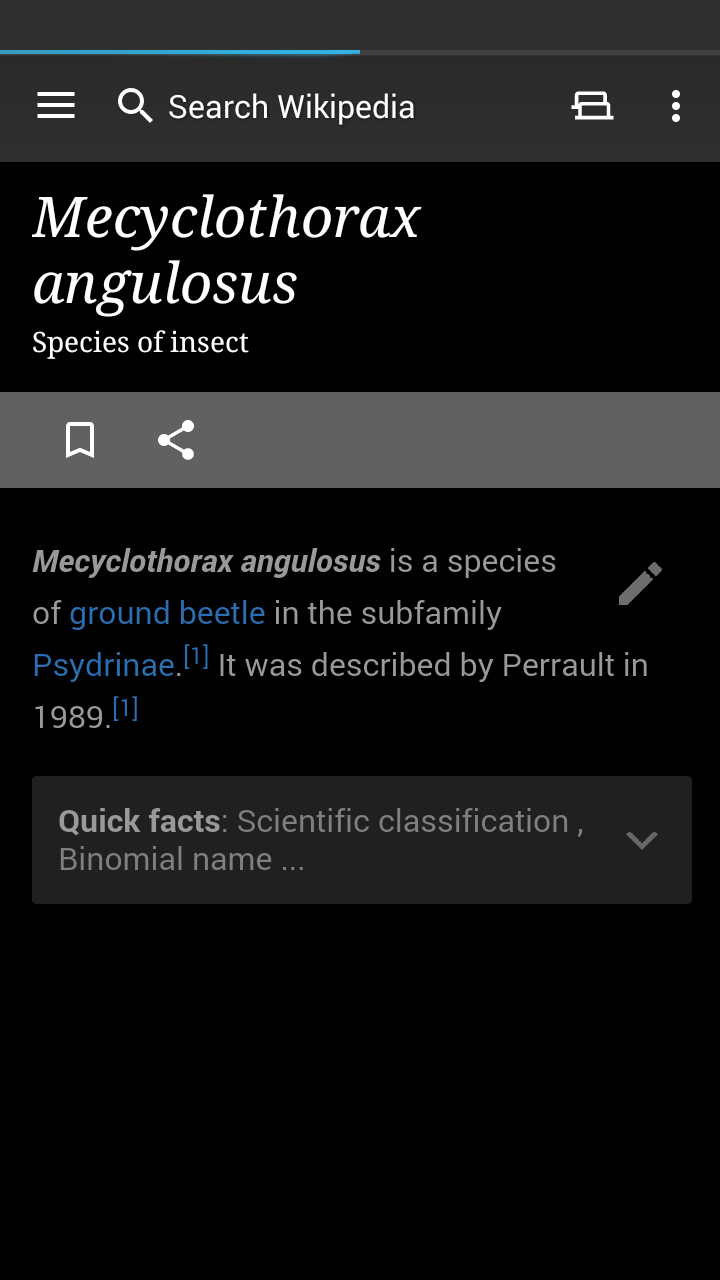 Search Wikipedia
Mecyclothorax
angulosus
Species of insect
Mecyclothorax angulosus is a species
of ground beetle in the subfamily
Psydrinae.[1] It was described by Perrault in
1989.[1]
Quick facts: Scientific classification ,
Binomial name ...